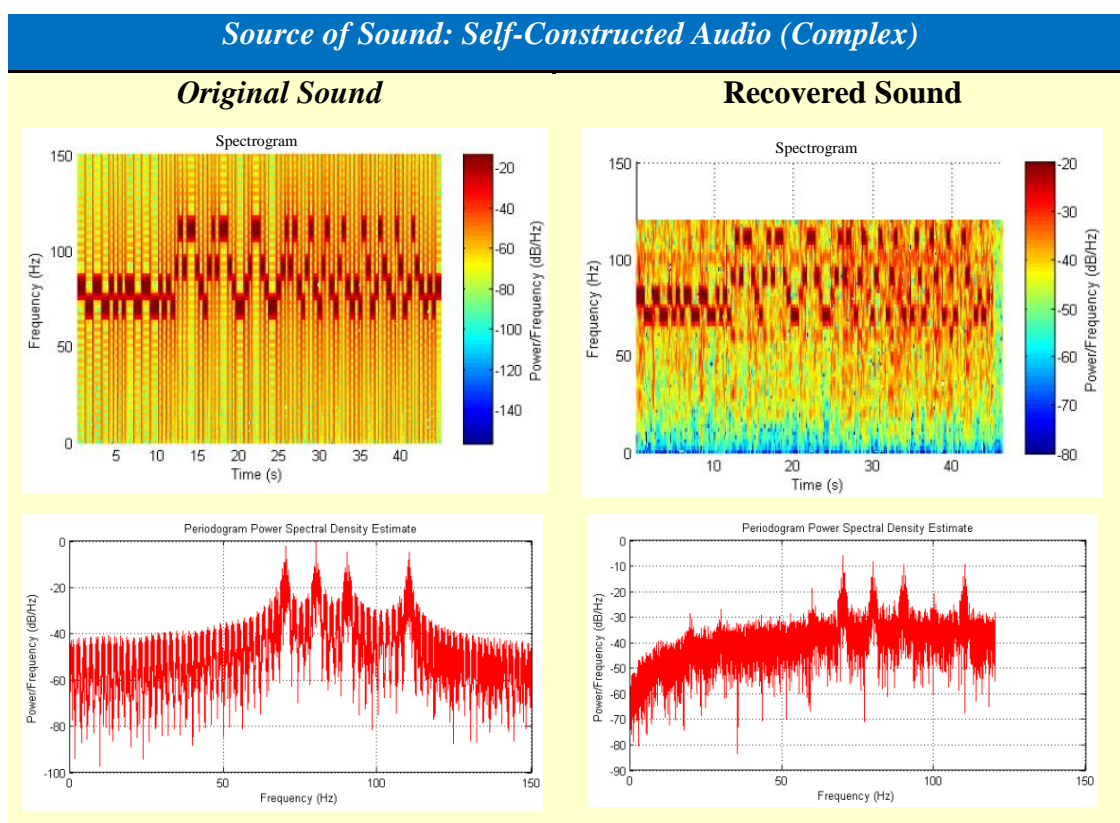 Source of Sound: Self-Constructed Audio (Complex)
Original Sound
Recovered Sound
Spectrogram
150
100
50
0
Frequency (Hz)
5 10 15 20 25 30 35 40
Time (s)
-20
-40
-60
-80
-100
-120
-140
Power/Frequency (dB/Hz)
Spectrogram
150
100
50
0
Frequency (Hz)
10 20 30 40
Time (s)
-20
-30
-40
-50
-60
-70
-80
Power/Frequency (dB/Hz)
Periodogram Power Spectral Density Estimate
0
-20
-40
-60
-80
-100
Power/Frequency (dB/Hz)
0 50 100 150
Frequency (Hz)
Periodogram Power Spectral Density Estimate
0
-10
-20
-30
-40
-50
-60
-70
-80
-90
Power/Frequency (dB/Hz)
0 50 100 150
Frequency (Hz)